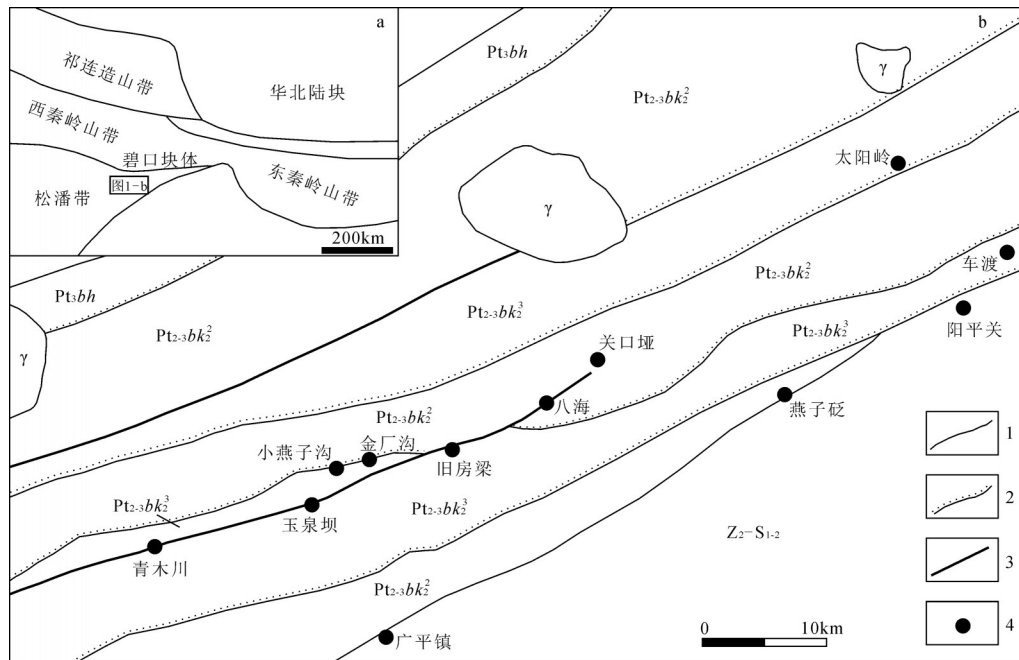 a
祁连造山带
华北陆块
西秦岭山带
碧口块体
图1-b
松潘带
东秦岭山带
200km
b
Pt₃bh
γ
Pt₂₋₃bk₂²
太阳岭
γ
Pt₂₋₃bk₂²
车渡
Pt₃bh
Pt₂₋₃bk₂³
Pt₂₋₃bk₂²
Pt₂₋₃bk₂³
阳平关
γ
关口垭
八海
燕子砭
Pt₂₋₃bk₂²
金厂沟
小燕子沟
旧房梁
Pt₂₋₃bk₂³
Pt₂₋₃bk₂³
玉泉坝
青木川
Z₂-S₁₋₂
Pt₂₋₃bk₂²
广平镇
0 10km
1
2
3
4